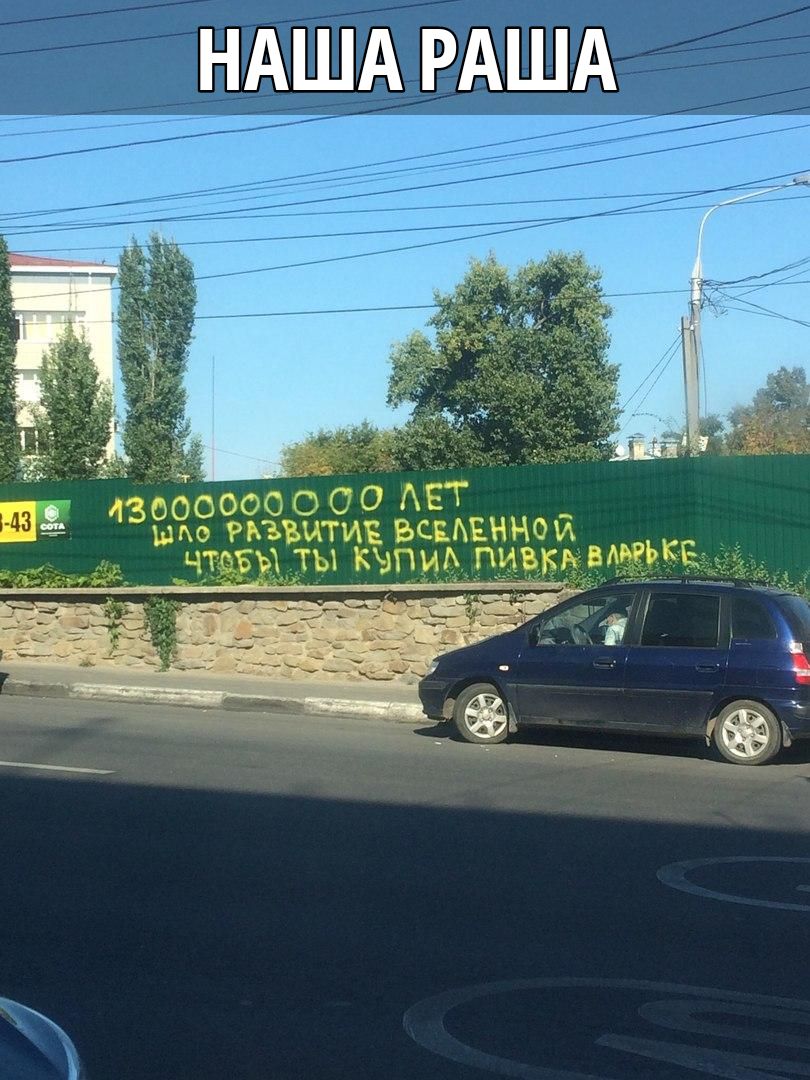 НАША РАША
13000000000 ЛЕТ
ШЛО РАЗВИТИЕ ВСЕЛЕННОЙ
ЧТОБЫ ТЫ КУПИЛ ПИВКА В ЛАРЬКЕ
-43
СОТА